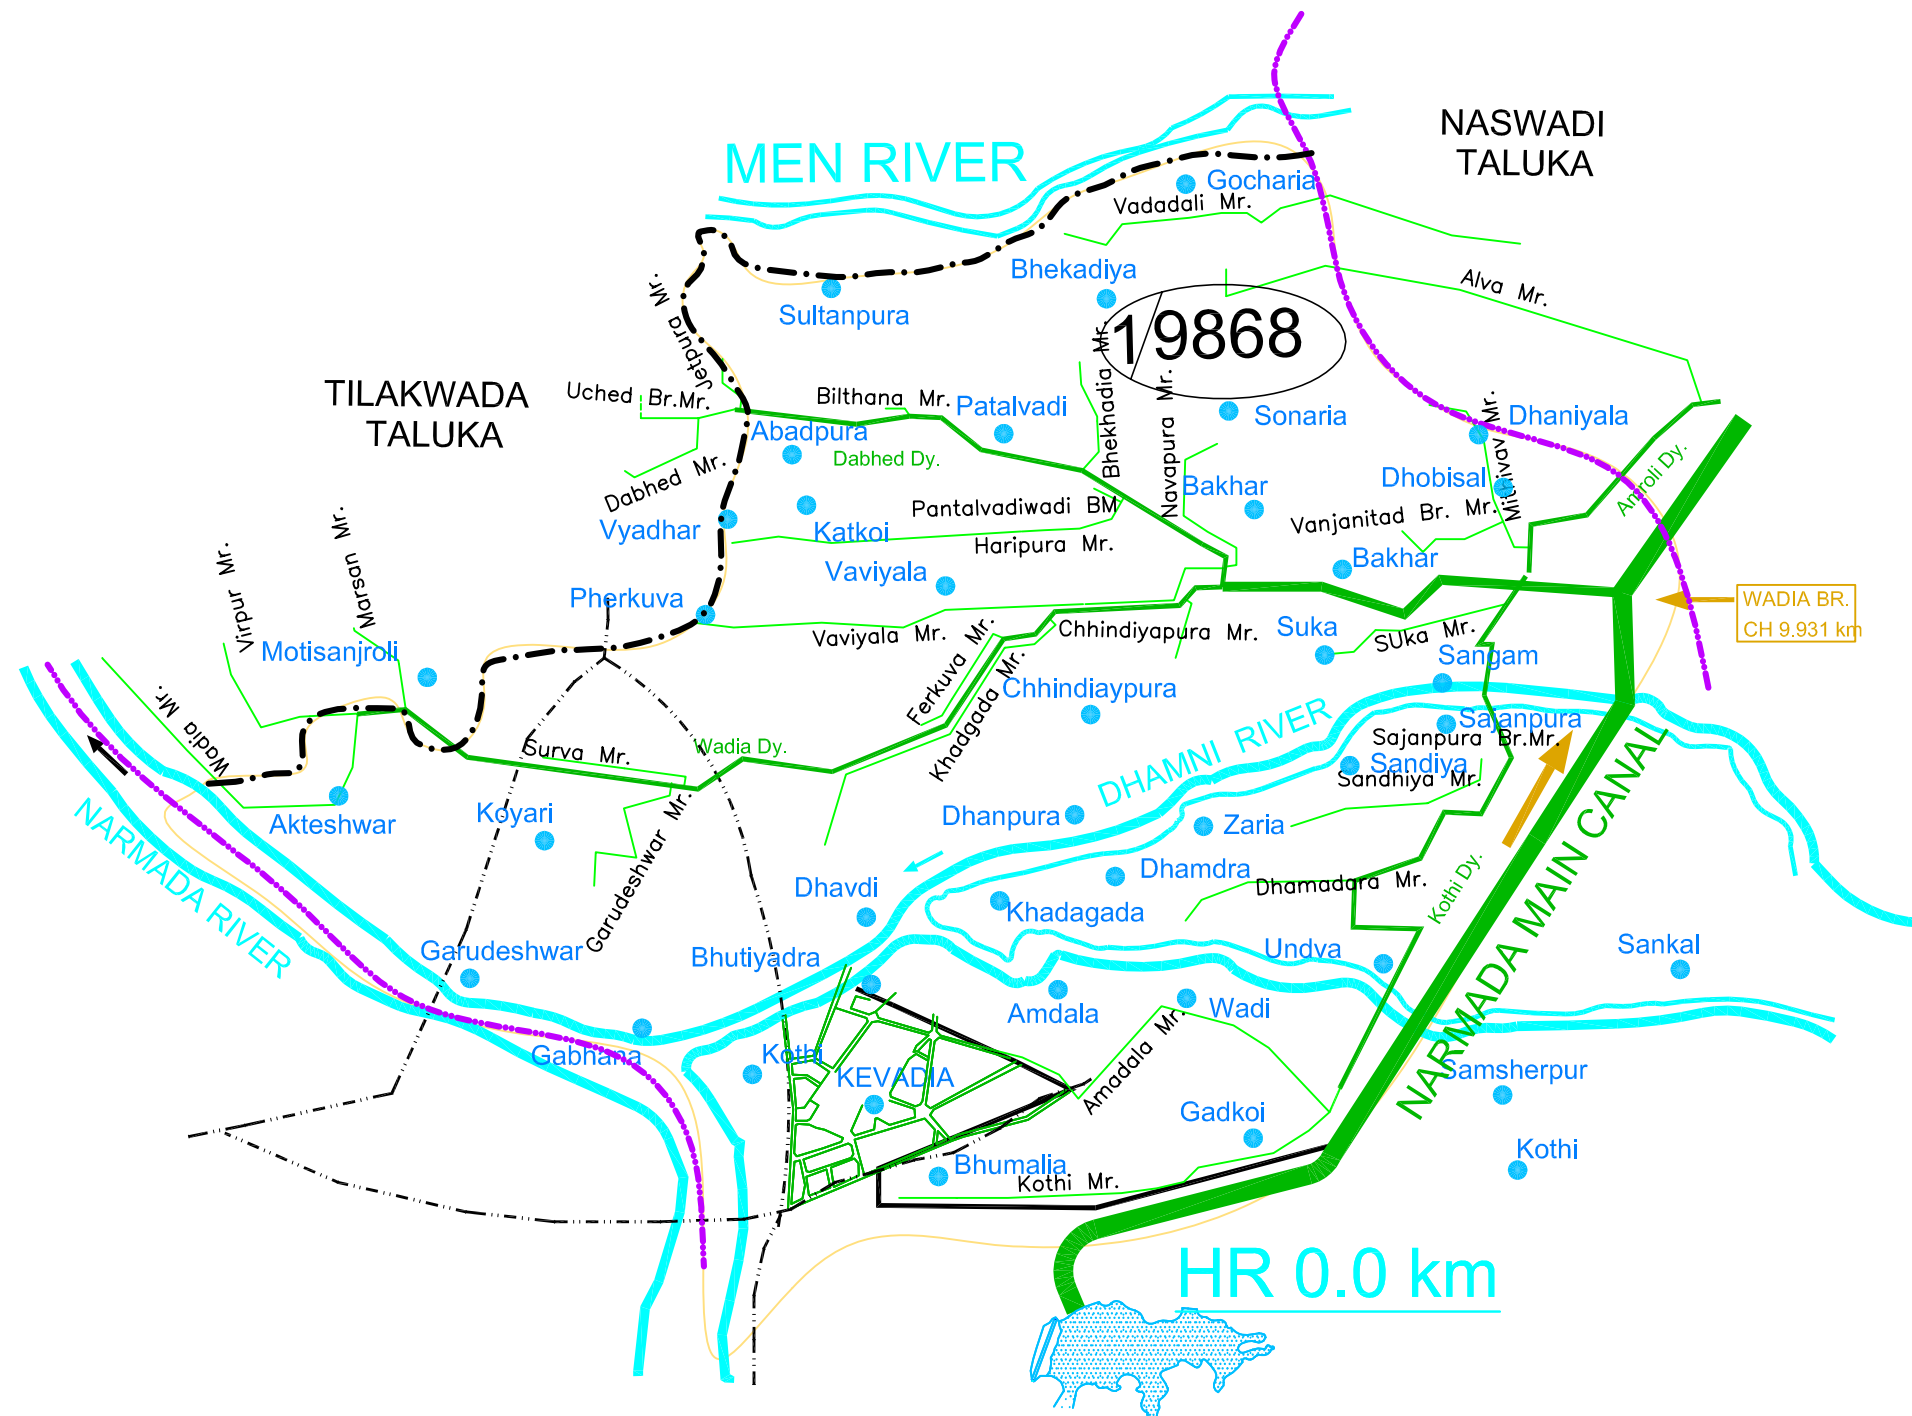 NASWADI
TALUKA
MEN RIVER
Gocharia
Vadadali Mr.
Bhekadiya
Alva Mr.
Sultanpura
Jetpura Mr.
19868
Bhekhadia Mr.
Navapura Mr.
TILAKWADA
TALUKA
Uched Br.Mr.
Bilthana Mr.
Patalvadi
Sonaria
Dhaniyala
Abadpura
Dabhed Dy.
Dabhed Mr.
Bakhar
Dhobisal
Amroli Dy.
Pantalvadiwadi BM
Vanjanitad Br. Mr.
Vyadhar
Katkoi
Haripura Mr.
Bakhar
Virpur Mr.
Marsan Mr.
Vaviyala
Pherkuva
WADIA BR.
CH 9.931 km
Vaviyala Mr.
Chhindiyapura Mr.
Suka
SUka Mr.
Motisanjroli
Sangam
Ferkuva Mr.
Khadgada Mr.
Chhindiaypura
Wadia Mr.
Surva Mr.
Wadia Dy.
DHAMNI RIVER
Sajanpura
Sajanpura Br.Mr.
Sandiya
Sandhiya Mr.
Akteshwar
Koyari
Dhanpura
Zaria
NARMADA RIVER
Garudeshwar Mr.
Dhavdi
Dhamdra
Dhamadara Mr.
Kothi Dy.
Khadagada
NARMADA MAIN CANAL
Garudeshwar
Bhutiyadra
Undva
Sankal
Amdala
Wadi
Amadala Mr.
Gabhana
Kothi
KEVADIA
Samsherpur
Gadkoi
Kothi
Bhumalia
Kothi Mr.
HR 0.0 km